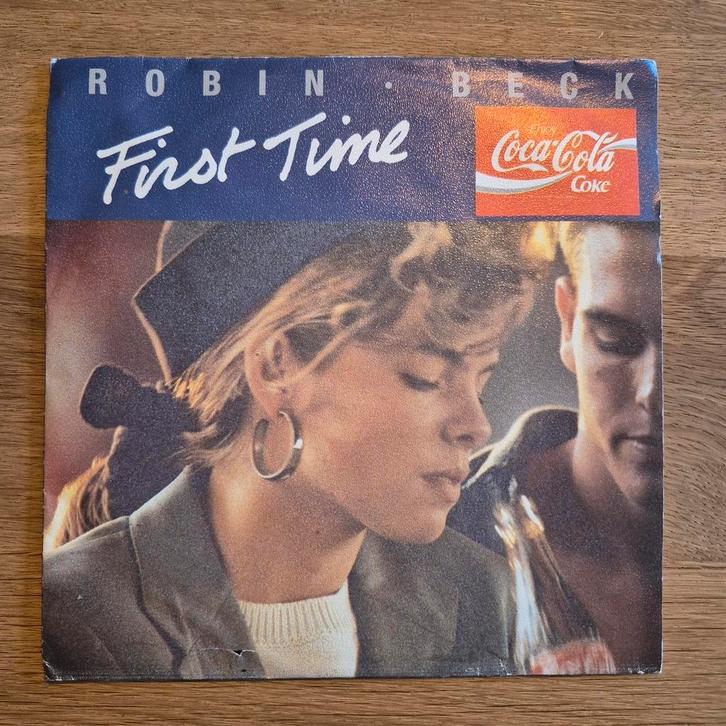 ROBIN · BECK
First Time
Enjoy
Coca-Cola
Coke